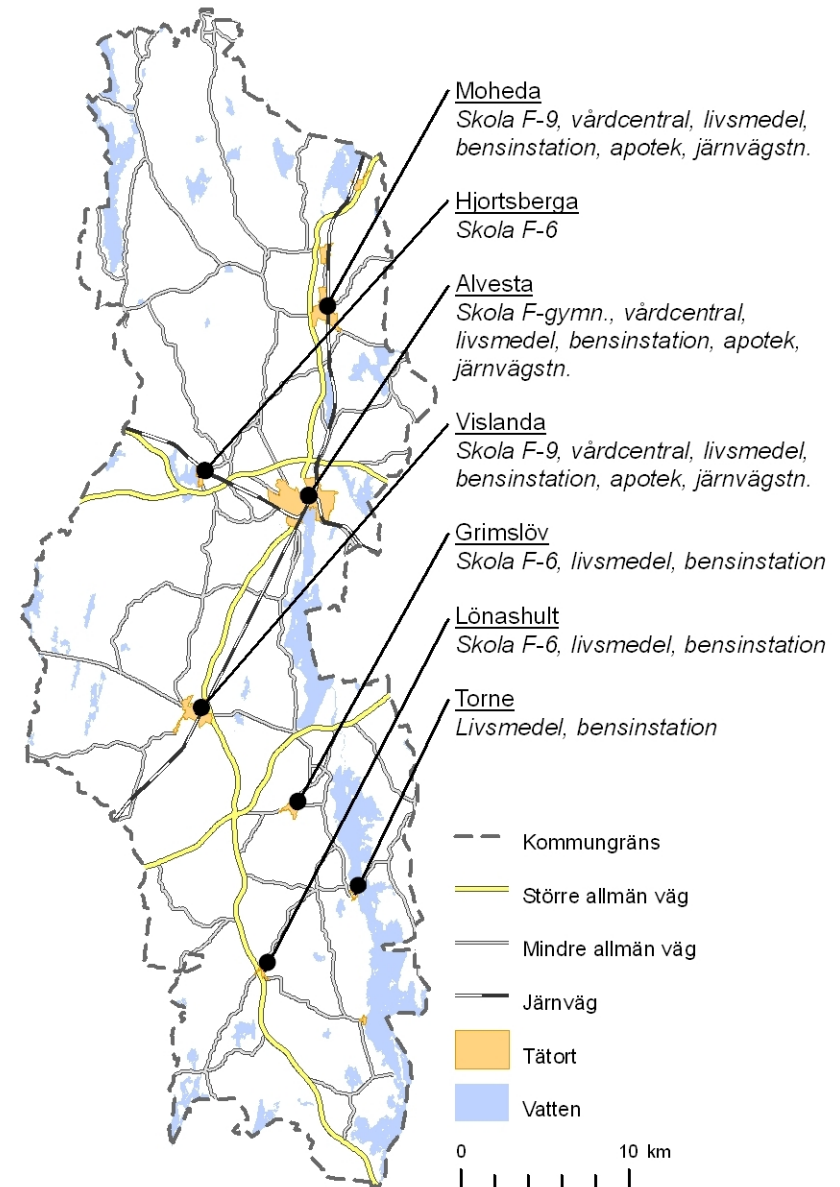 Moheda
Skola F-9, vårdcentral, livsmedel,
bensinstation, apotek, järnvägstn.
Hjortsberga
Skola F-6
Alvesta
Skola F-gymn., vårdcentral,
livsmedel, bensinstation, apotek,
järnvägstn.
Vislanda
Skola F-9, vårdcentral, livsmedel,
bensinstation, apotek, järnvägstn.
Grimslöv
Skola F-6, livsmedel, bensinstation
Lönashult
Skola F-6, livsmedel, bensinstation
Torne
Livsmedel, bensinstation
Kommungräns
Större allmän väg
Mindre allmän väg
Järnväg
Tätort
Vatten
0 10 km